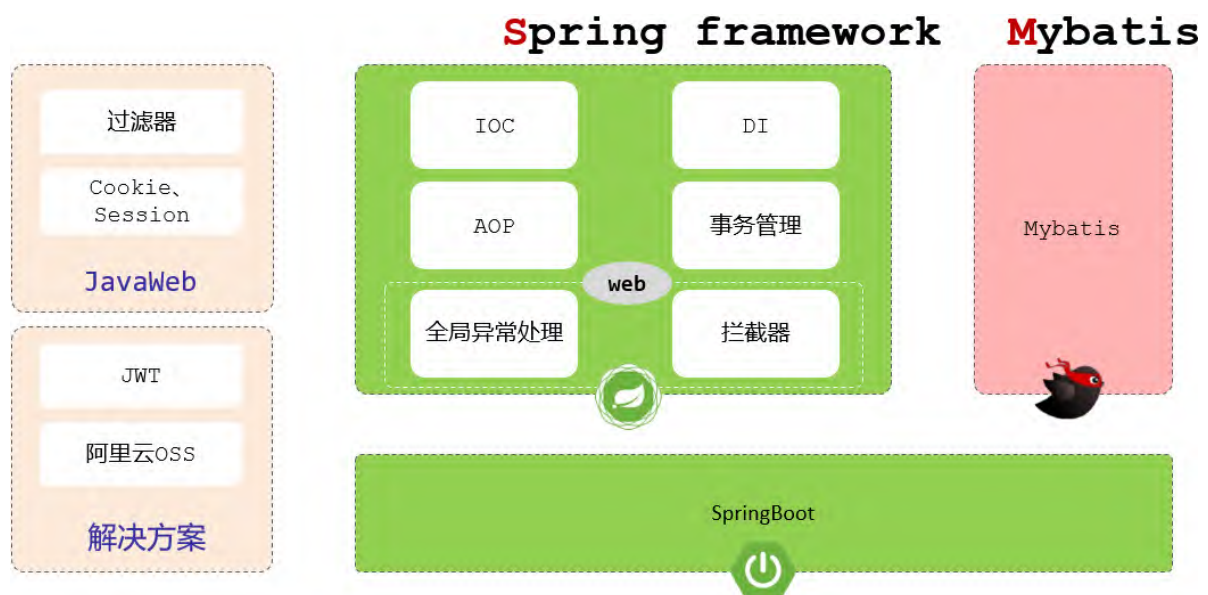 Spring framework Mybatis
过滤器
Cookie、
Session
JavaWeb
JWT
阿里云OSS
解决方案
IOC
DI
AOP
事务管理
web
全局异常处理
拦截器
Mybatis
SpringBoot